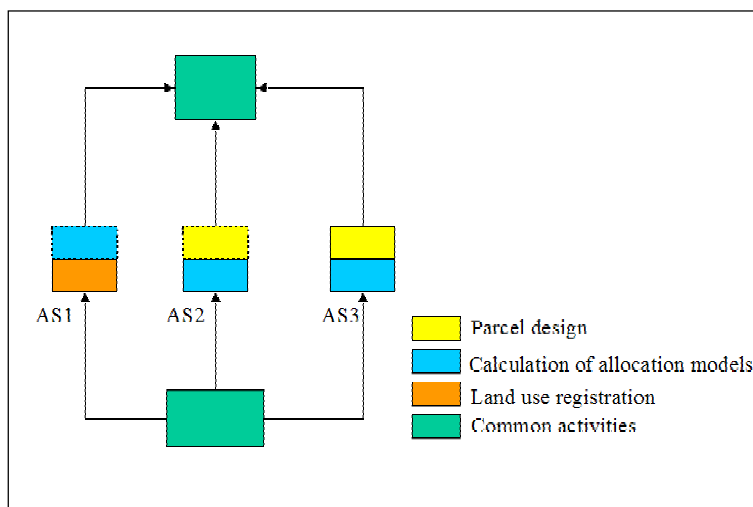 AS1
AS2
AS3
Parcel design
Calculation of allocation models
Land use registration
Common activities